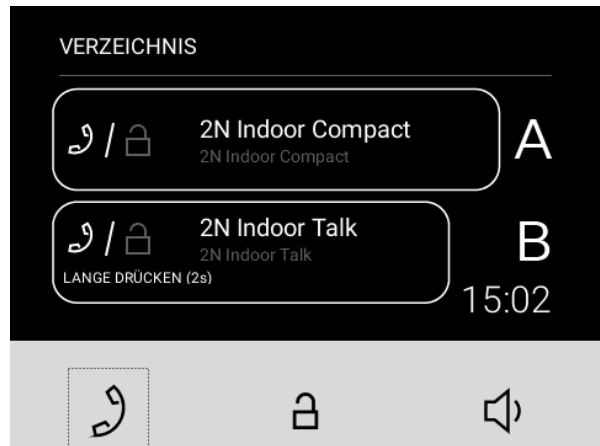 VERZEICHNIS
2N Indoor Compact
2N Indoor Compact
A
2N Indoor Talk
2N Indoor Talk
LANGE DRÜCKEN (2s)
B
15:02